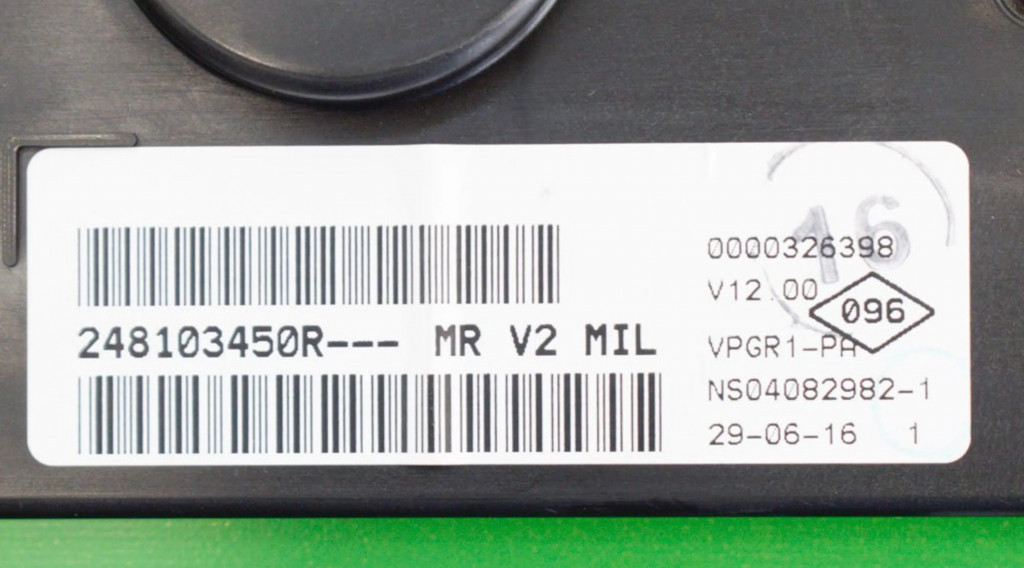 16
0000326398
V12.00
096
248103450R--- MR V2 MIL
VPGR1-PA
NS04082982-1
29-06-16 1